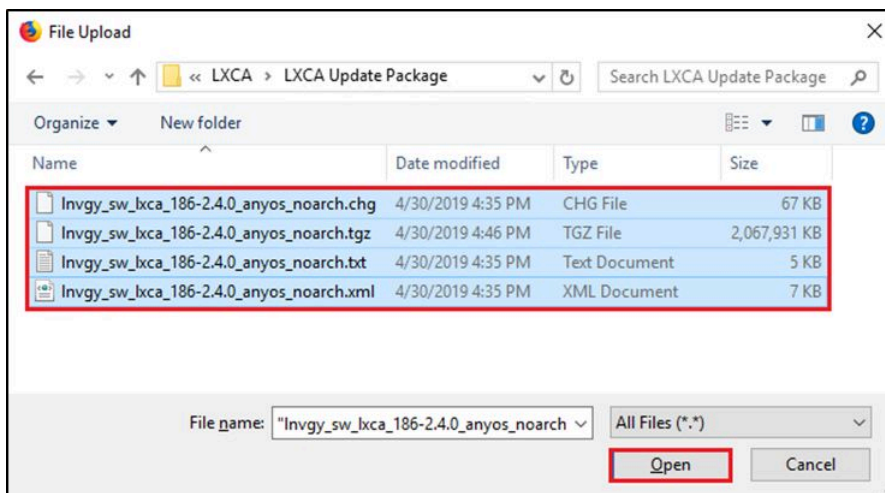 File Upload
« LXCA > LXCA Update Package
Search LXCA Update Package
Organize
New folder
?
Name Date modified Type Size
lnvgy_sw_lxca_186-2.4.0_anyos_noarch.chg 4/30/2019 4:35 PM CHG File 67 KB
lnvgy_sw_lxca_186-2.4.0_anyos_noarch.tgz 4/30/2019 4:46 PM TGZ File 2,067,931 KB
lnvgy_sw_lxca_186-2.4.0_anyos_noarch.txt 4/30/2019 4:35 PM Text Document 5 KB
lnvgy_sw_lxca_186-2.4.0_anyos_noarch.xml 4/30/2019 4:35 PM XML Document 7 KB
File name: "lnvgy_sw_lxca_186-2.4.0_anyos_noarch
All Files (*.*)
Open
Cancel